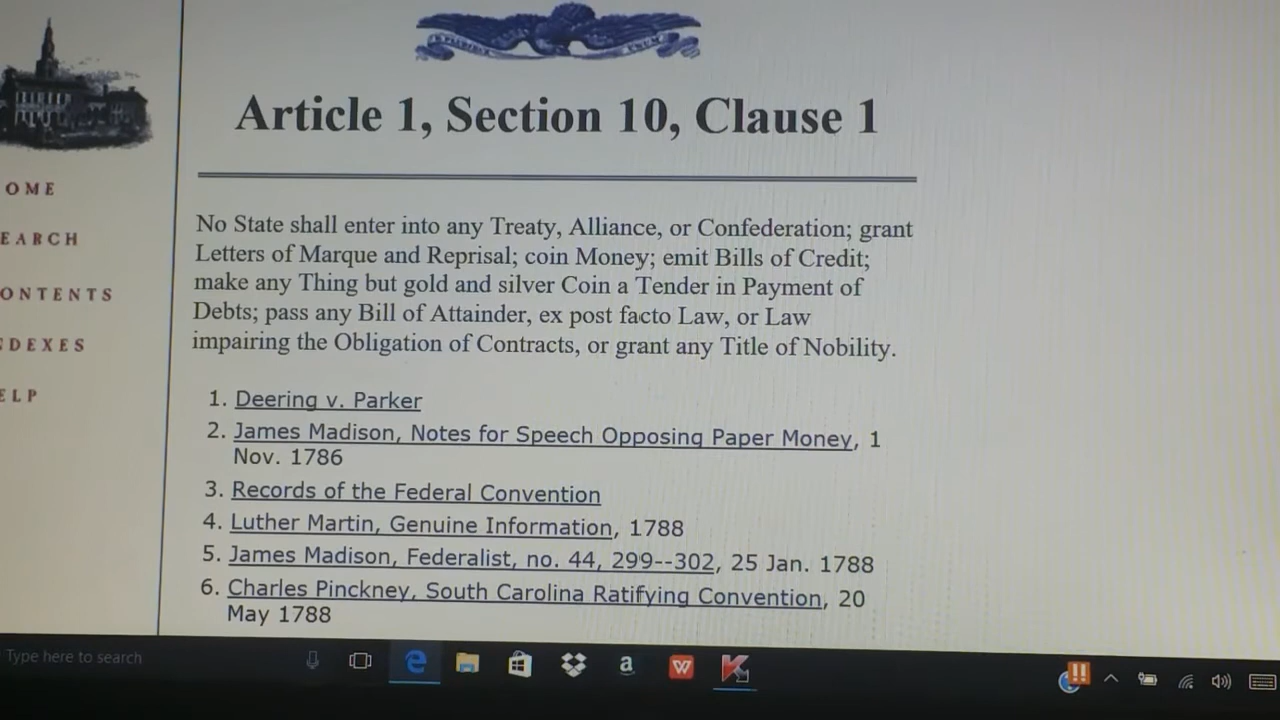 Article 1, Section 10, Clause 1
OME
EARCH
ONTENTS
DEXES
ELP
No State shall enter into any Treaty, Alliance, or Confederation; grant
Letters of Marque and Reprisal; coin Money; emit Bills of Credit;
make any Thing but gold and silver Coin a Tender in Payment of
Debts; pass any Bill of Attainder, ex post facto Law, or Law
impairing the Obligation of Contracts, or grant any Title of Nobility.
1. Deering v. Parker
2. James Madison, Notes for Speech Opposing Paper Money, 1
Nov. 1786
3. Records of the Federal Convention
4. Luther Martin, Genuine Information, 1788
5. James Madison, Federalist, no. 44, 299--302, 25 Jan. 1788
6. Charles Pinckney, South Carolina Ratifying Convention, 20
May 1788
Type here to search